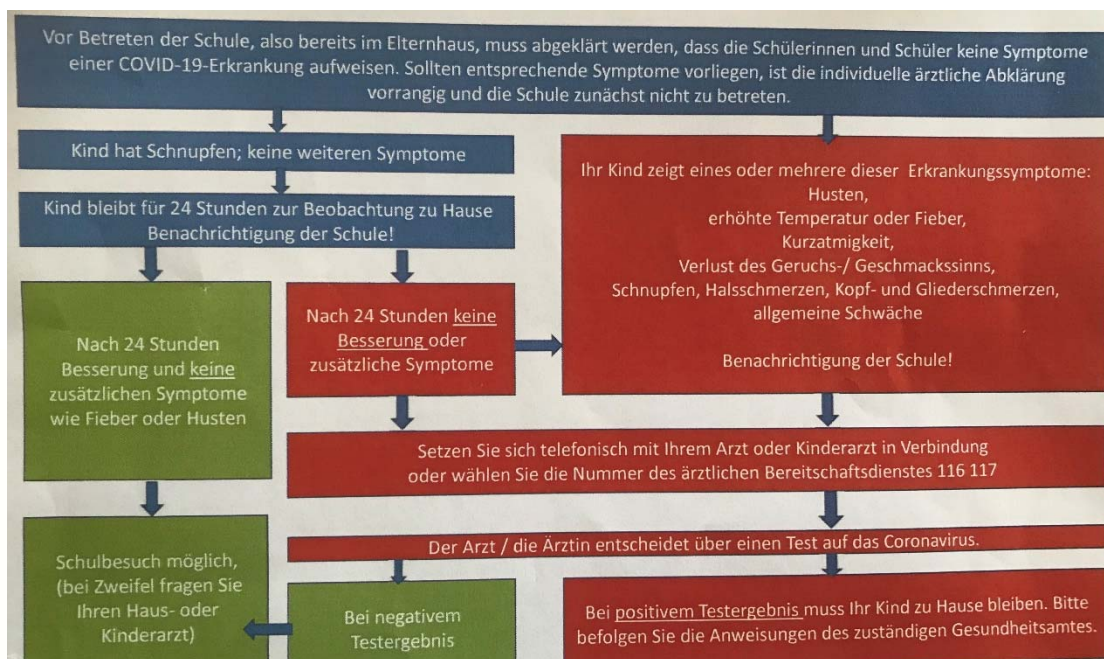 Vor Betreten der Schule, also bereits im Elternhaus, muss abgeklärt werden, dass die Schülerinnen und Schüler keine Symptome
einer COVID-19-Erkrankung aufweisen. Sollten entsprechende Symptome vorliegen, ist die individuelle ärztliche Abklärung
vorrangig und die Schule zunächst nicht zu betreten.
Kind hat Schnupfen; keine weiteren Symptome
Kind bleibt für 24 Stunden zur Beobachtung zu Hause
Benachrichtigung der Schule!
Nach 24 Stunden
Besserung und keine
zusätzlichen Symptome
wie Fieber oder Husten
Nach 24 Stunden keine
Besserung oder
zusätzliche Symptome
Ihr Kind zeigt eines oder mehrere dieser Erkrankungssymptome:
Husten,
erhöhte Temperatur oder Fieber,
Kurzatmigkeit,
Verlust des Geruchs-/ Geschmackssinns,
Schnupfen, Halsschmerzen, Kopf- und Gliederschmerzen,
allgemeine Schwäche
Benachrichtigung der Schule!
Setzen Sie sich telefonisch mit Ihrem Arzt oder Kinderarzt in Verbindung
oder wählen Sie die Nummer des ärztlichen Bereitschaftsdienstes 116 117
Der Arzt / die Ärztin entscheidet über einen Test auf das Coronavirus.
Schulbesuch möglich,
(bei Zweifel fragen Sie
Ihren Haus- oder
Kinderarzt)
Bei negativem
Testergebnis
Bei positivem Testergebnis muss Ihr Kind zu Hause bleiben. Bitte
befolgen Sie die Anweisungen des zuständigen Gesundheitsamtes.